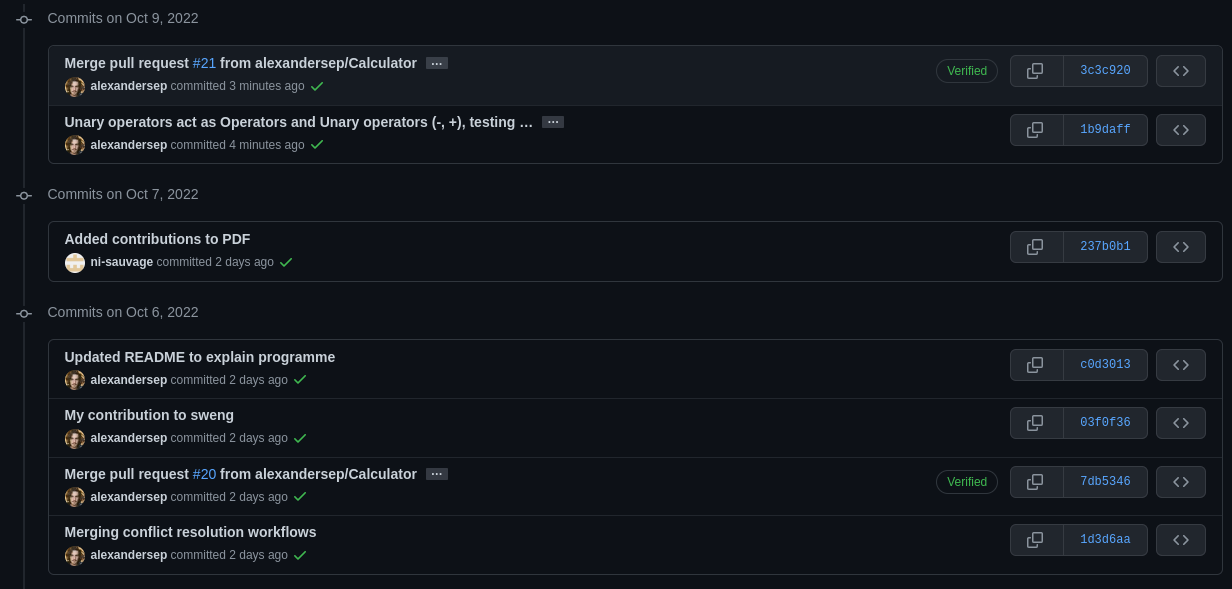 Commits on Oct 9, 2022
Merge pull request #21 from alexandersep/Calculator ...
Verified
3c3c920
alexandersep committed 3 minutes ago
Unary operators act as Operators and Unary operators (-, +), testing … ...
1b9daff
alexandersep committed 4 minutes ago
Commits on Oct 7, 2022
Added contributions to PDF
237b0b1
ni-sauvage committed 2 days ago
Commits on Oct 6, 2022
Updated README to explain programme
c0d3013
alexandersep committed 2 days ago
My contribution to sweng
03f0f36
alexandersep committed 2 days ago
Merge pull request #20 from alexandersep/Calculator ...
Verified
7db5346
alexandersep committed 2 days ago
Merging conflict resolution workflows
1d3d6aa
alexandersep committed 2 days ago